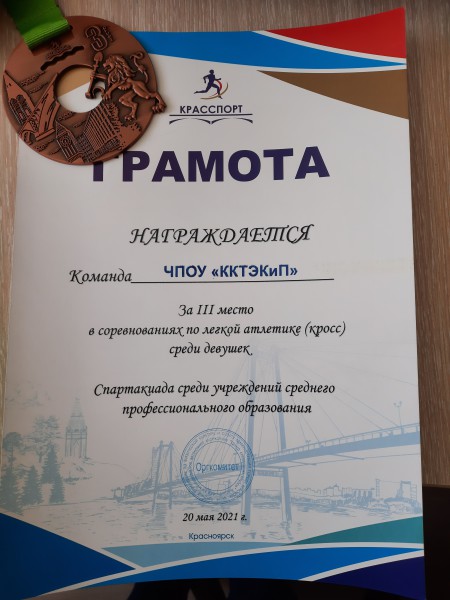 КРАССПОРТ
ГРАМОТА
НАГРАЖДАЕТСЯ
Команда ЧПОУ «ККТЭКиП»
За III место
в соревнованиях по легкой атлетике (кросс)
среди девушек
Спартакиада среди учреждений среднего
профессионального образования
Оргкомитет
20 мая 2021 г.
Красноярск